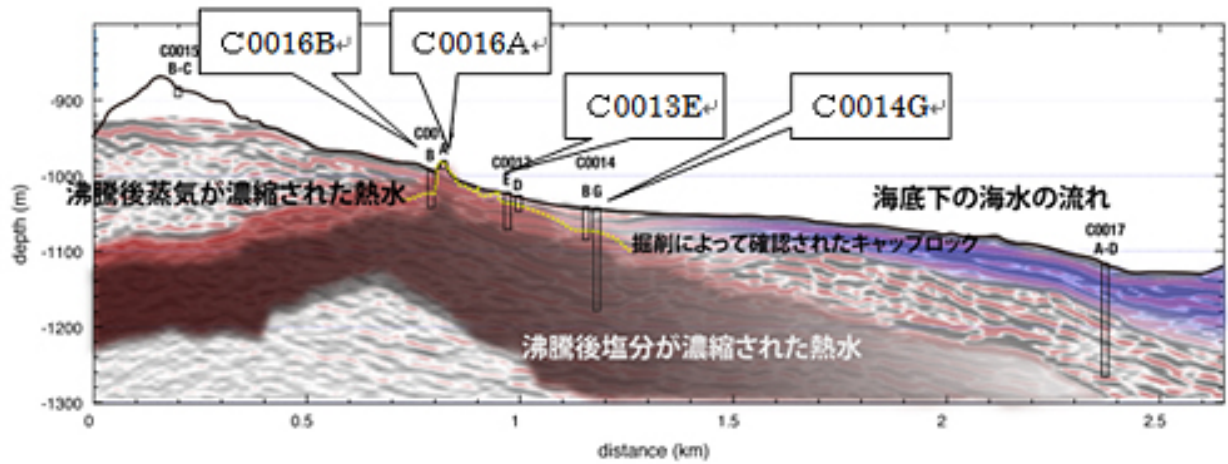 C0016B↵
C0016A↵
C0015
B-C
C0013E↵
C0014G↵
-900
C00
B
A
C0013
C0014
E
D
B G
-1000
沸騰後蒸気が濃縮された熱水
海底下の海水の流れ
C0017
A-D
掘削によって確認されたキャップロック
depth (m)
-1100
-1200
沸騰後塩分が濃縮された熱水
-1300
0
0.5
1
1.5
2
2.5
distance (km)